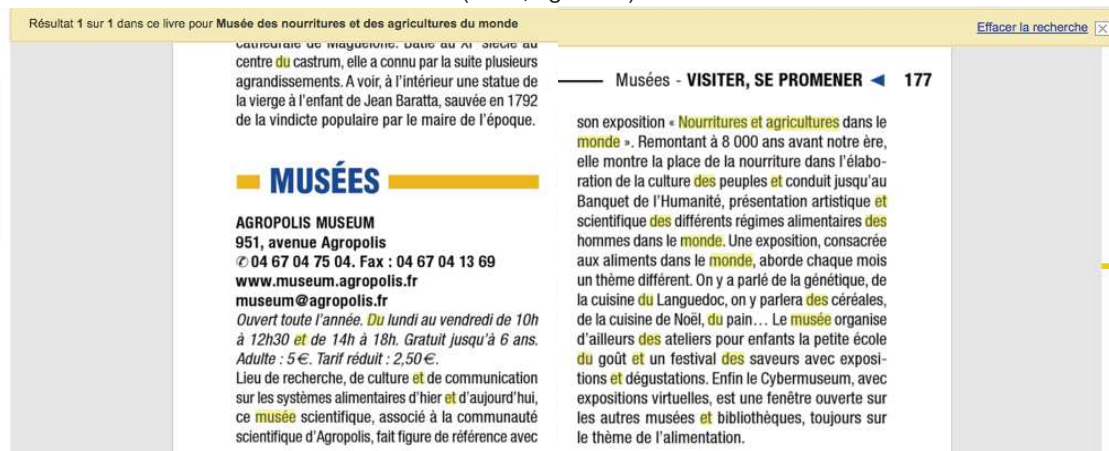 Résultat 1 sur 1 dans ce livre pour Musée des nourritures et des agricultures du monde
Effacer la recherche
cathédrale de Maguelone. Bâtie au XIe siècle au
centre du castrum, elle a connu par la suite plusieurs
agrandissements. A voir, à l'intérieur une statue de
la vierge à l'enfant de Jean Baratta, sauvée en 1792
de la vindicte populaire par le maire de l'époque.
MUSÉES
AGROPOLIS MUSEUM
951, avenue Agropolis
✆ 04 67 04 75 04. Fax : 04 67 04 13 69
www.museum.agropolis.fr
museum@agropolis.fr
Ouvert toute l'année. Du lundi au vendredi de 10h
à 12h30 et de 14h à 18h. Gratuit jusqu'à 6 ans.
Adulte : 5 €. Tarif réduit : 2,50 €.
Lieu de recherche, de culture et de communication
sur les systèmes alimentaires d'hier et d'aujourd'hui,
ce musée scientifique, associé à la communauté
scientifique d'Agropolis, fait figure de référence avec
Musées - VISITER, SE PROMENER ◄ 177
son exposition « Nourritures et agricultures dans le
monde ». Remontant à 8 000 ans avant notre ère,
elle montre la place de la nourriture dans l'élabo-
ration de la culture des peuples et conduit jusqu'au
Banquet de l'Humanité, présentation artistique et
scientifique des différents régimes alimentaires des
hommes dans le monde. Une exposition, consacrée
aux aliments dans le monde, aborde chaque mois
un thème différent. On y a parlé de la génétique, de
la cuisine du Languedoc, on y parlera des céréales,
de la cuisine de Noël, du pain… Le musée organise
d'ailleurs des ateliers pour enfants la petite école
du goût et un festival des saveurs avec exposi-
tions et dégustations. Enfin le Cybermuseum, avec
expositions virtuelles, est une fenêtre ouverte sur
les autres musées et bibliothèques, toujours sur
le thème de l'alimentation.